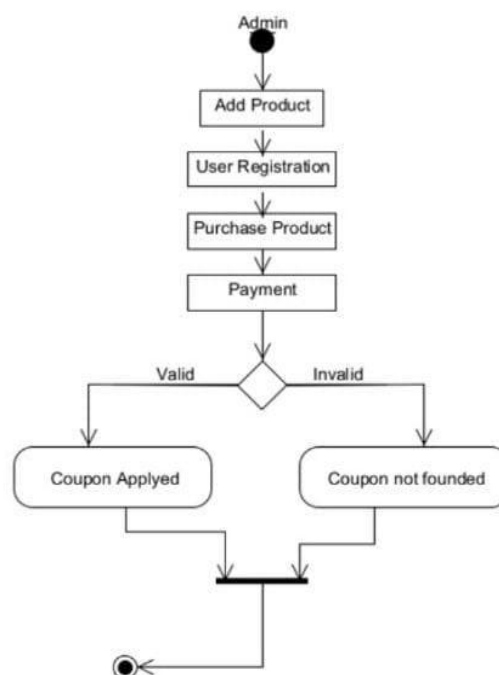 Admin
Add Product
User Registration
Purchase Product
Payment
Valid
Invalid
Coupon Applyed
Coupon not founded